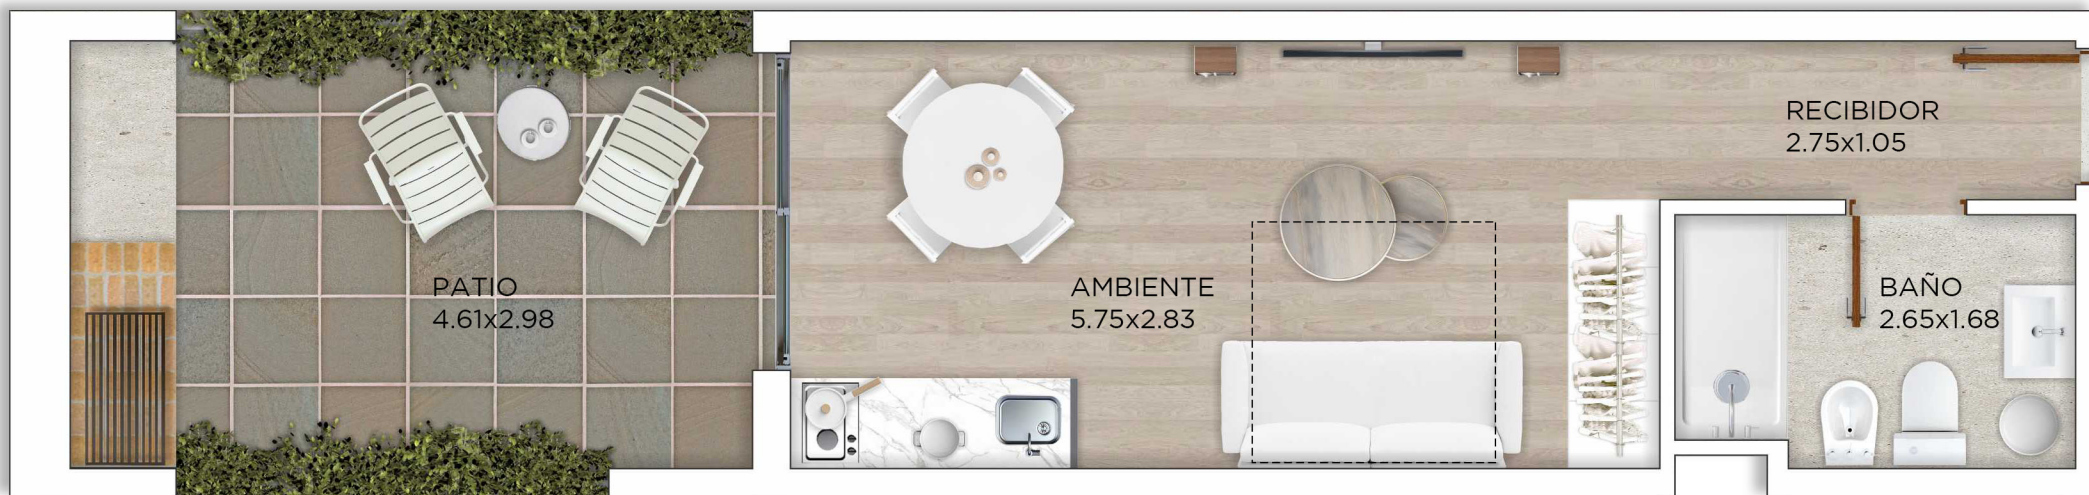 RECIBIDOR
2.75x1.05
PATIO
4.61x2.98
AMBIENTE
5.75x2.83
BAÑO
2.65x1.68